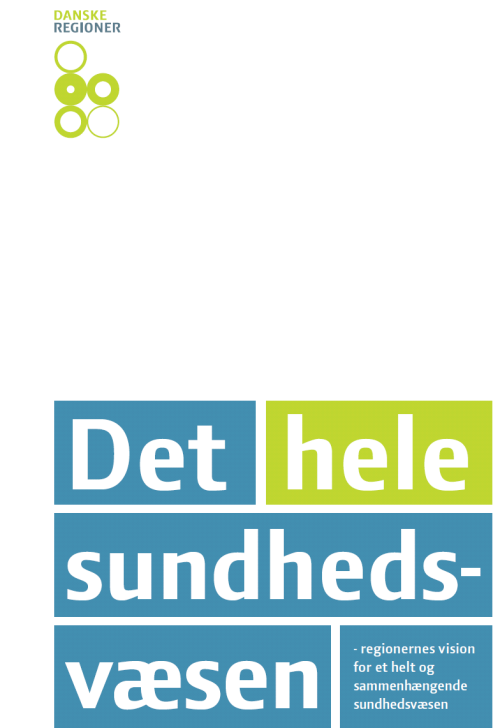 DANSKE
REGIONER
Det hele
sundheds-
væsen
- regionernes vision
for et helt og
sammenhængende
sundhedsvæsen